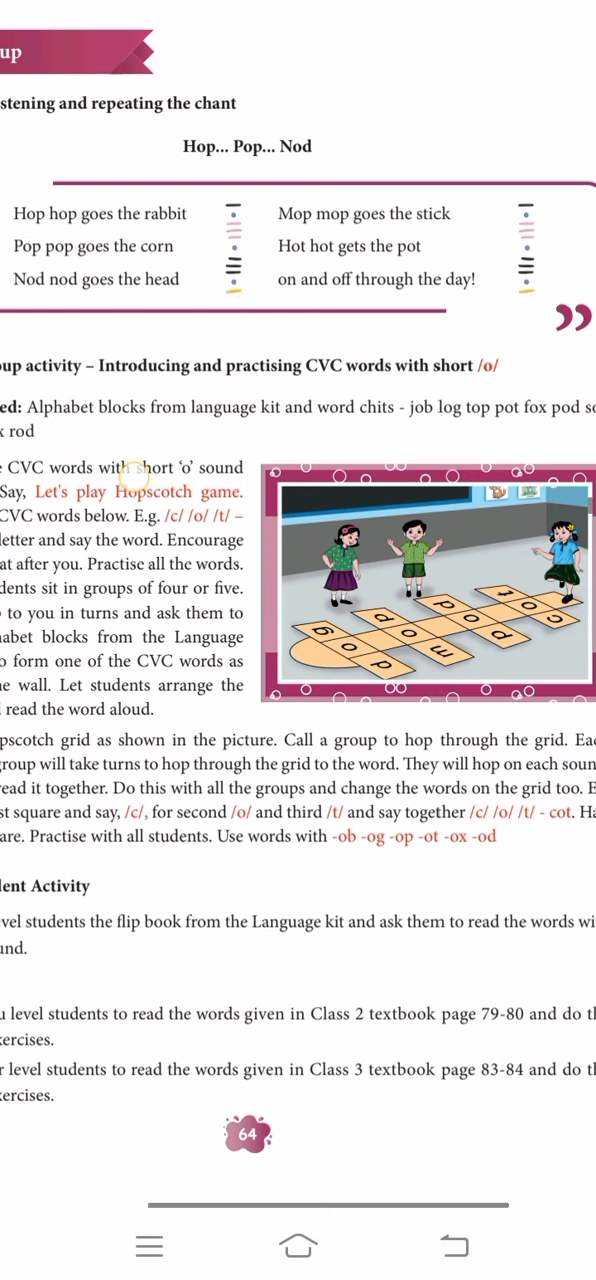 up
stening and repeating the chant
Hop... Pop... Nod
Hop hop goes the rabbit
Pop pop goes the corn
Nod nod goes the head
Mop mop goes the stick
Hot hot gets the pot
on and off through the day!
”
oup activity – Introducing and practising CVC words with short /o/
ed: Alphabet blocks from language kit and word chits - job log top pot fox pod so
x rod
e CVC words with short ‘o’ sound
Say, Let's play Hopscotch game.
CVC words below. E.g. /c/ /o/ /t/ –
letter and say the word. Encourage
at after you. Practise all the words.
dents sit in groups of four or five.
to you in turns and ask them to
habet blocks from the Language
o form one of the CVC words as
he wall. Let students arrange the
read the word aloud.
g o d
d o m
p o d
c o t
pscotch grid as shown in the picture. Call a group to hop through the grid. Eac
group will take turns to hop through the grid to the word. They will hop on each soun
read it together. Do this with all the groups and change the words on the grid too. E
st square and say, /c/, for second /o/ and third /t/ and say together /c/ /o/ /t/ - cot. Ha
are. Practise with all students. Use words with -ob -og -op -ot -ox -od
dent Activity
evel students the flip book from the Language kit and ask them to read the words wi
und.
u level students to read the words given in Class 2 textbook page 79-80 and do th
xercises.
r level students to read the words given in Class 3 textbook page 83-84 and do th
xercises.
64